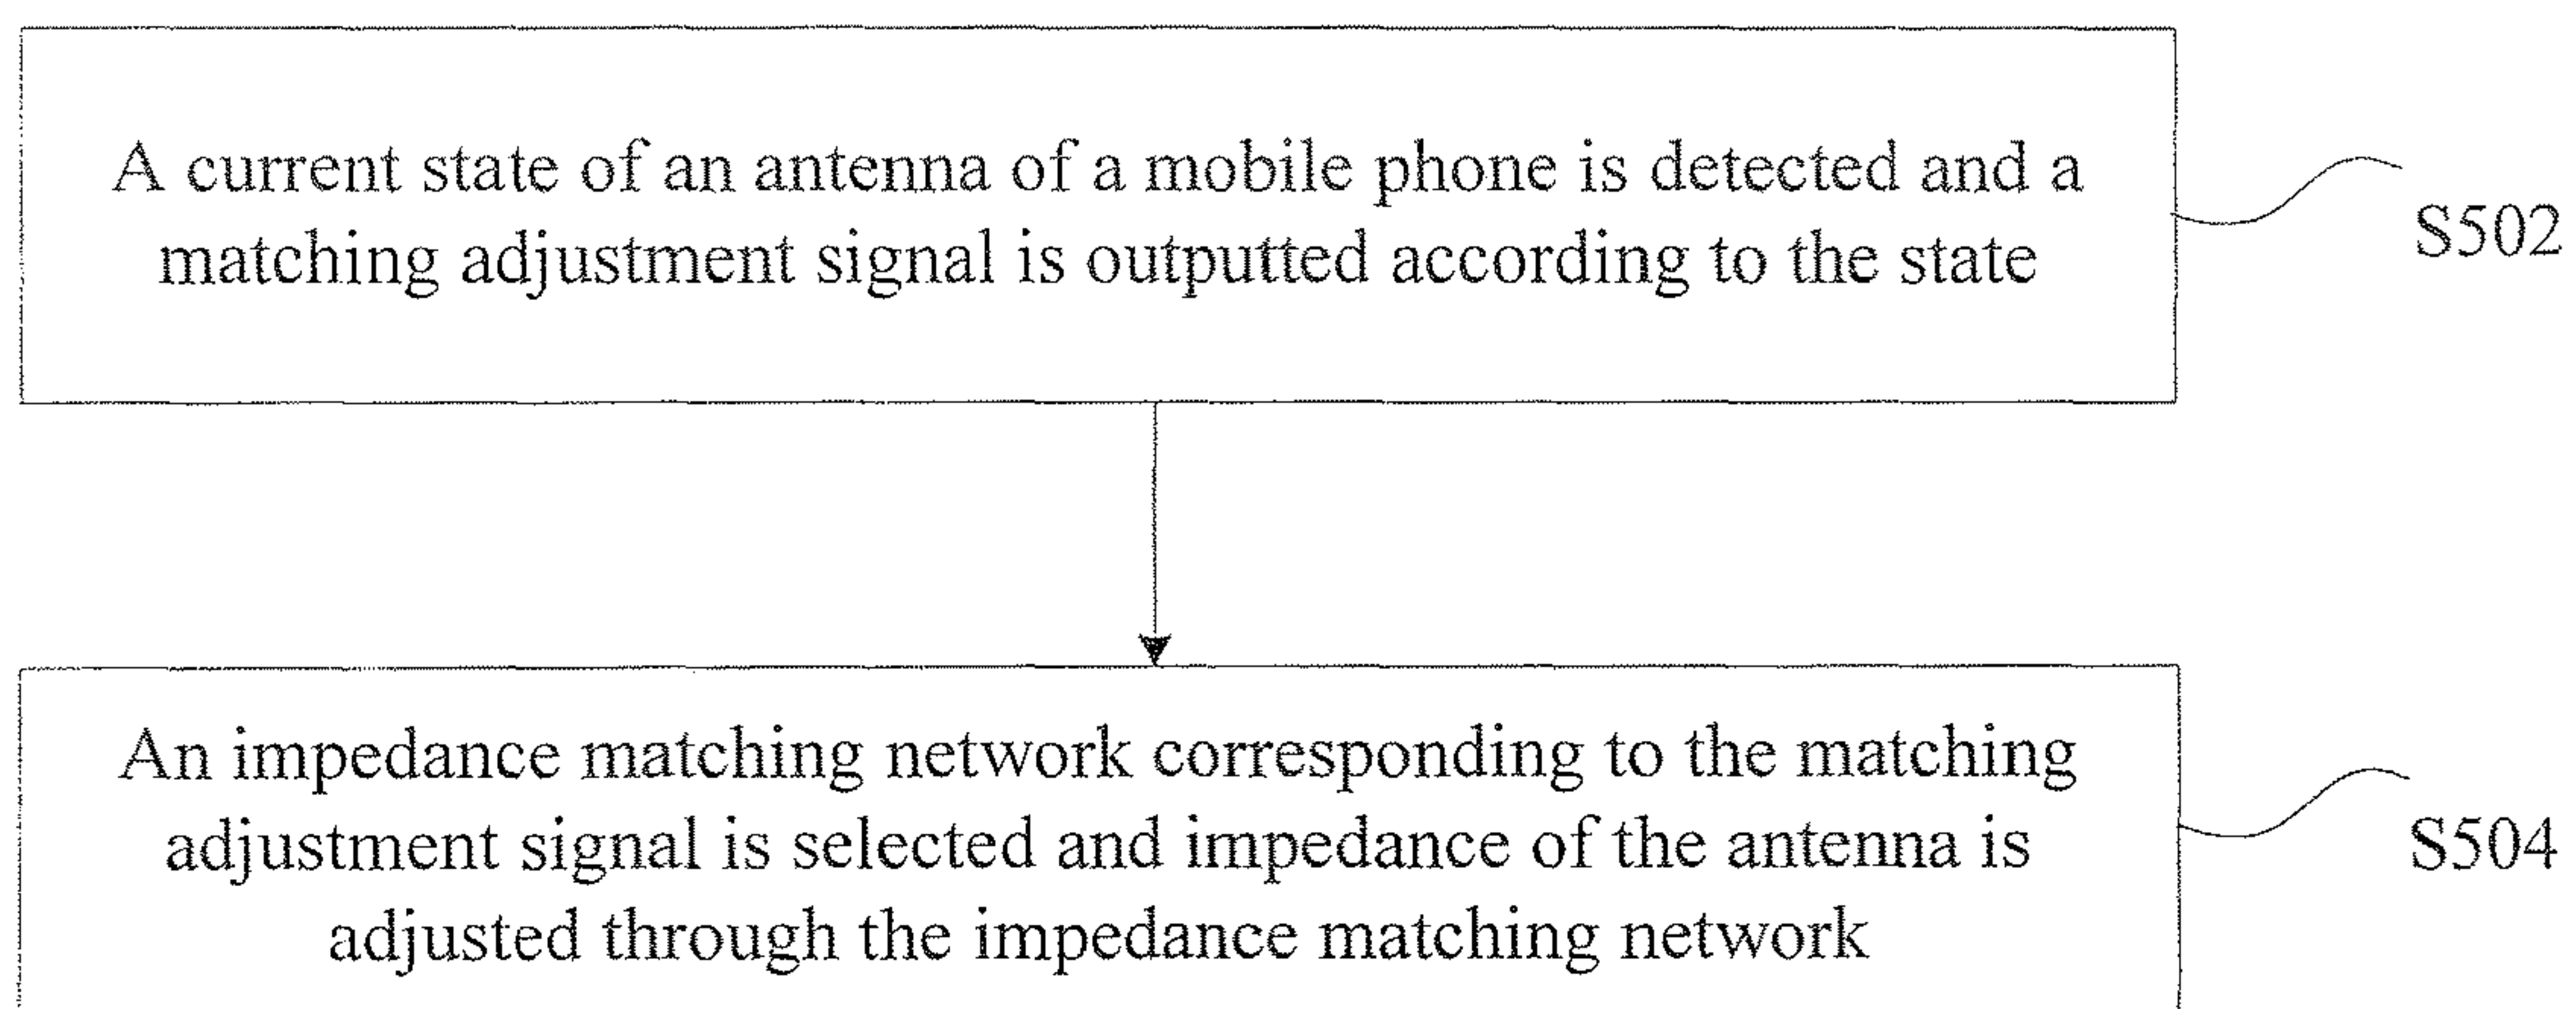 A current state of an antenna of a mobile phone is detected and a
matching adjustment signal is outputted according to the state
S502
An impedance matching network corresponding to the matching
adjustment signal is selected and impedance of the antenna is
adjusted through the impedance matching network
S504